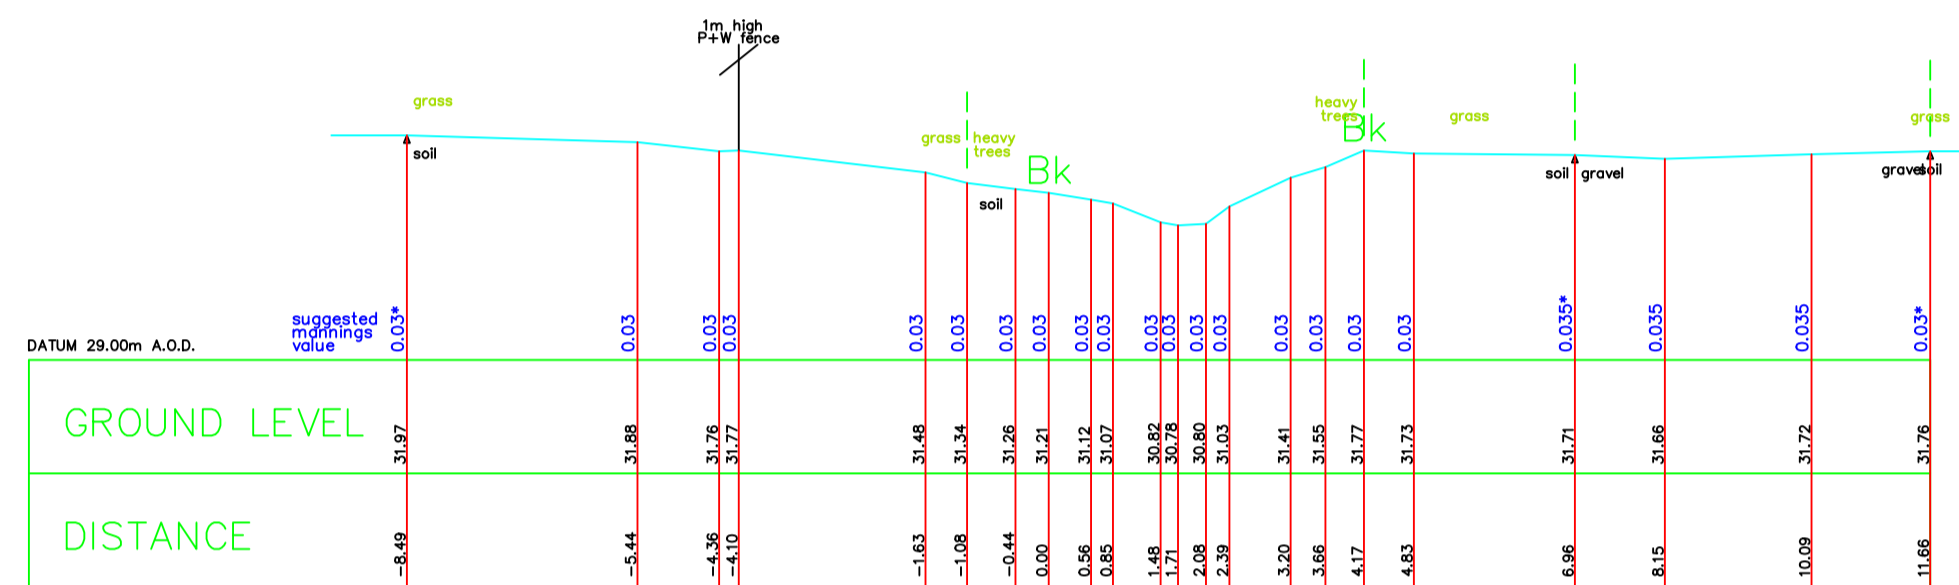 1m high
P+W fence
grass
heavy
trees
grass
grass
grass heavy
trees
Bk
Bk
soil
soil
soil gravel
gravel soil
suggested
mannings
value
0.03* 0.03 0.03 0.03 0.03 0.03 0.03 0.03 0.03 0.03 0.03 0.03 0.03 0.03 0.03 0.03 0.03 0.03 0.035* 0.035 0.035 0.03*
DATUM 29.00m A.O.D.
GROUND LEVEL 31.97 31.88 31.76 31.77 31.48 31.34 31.26 31.21 31.12 31.07 30.82 30.78 30.80 31.03 31.41 31.55 31.77 31.73 31.71 31.66 31.72 31.76
DISTANCE -8.49 -5.44 -4.36 -4.10 -1.63 -1.08 -0.44 0.00 0.56 0.85 1.48 1.71 2.08 2.39 3.20 3.66 4.17 4.83 6.96 8.15 10.09 11.66